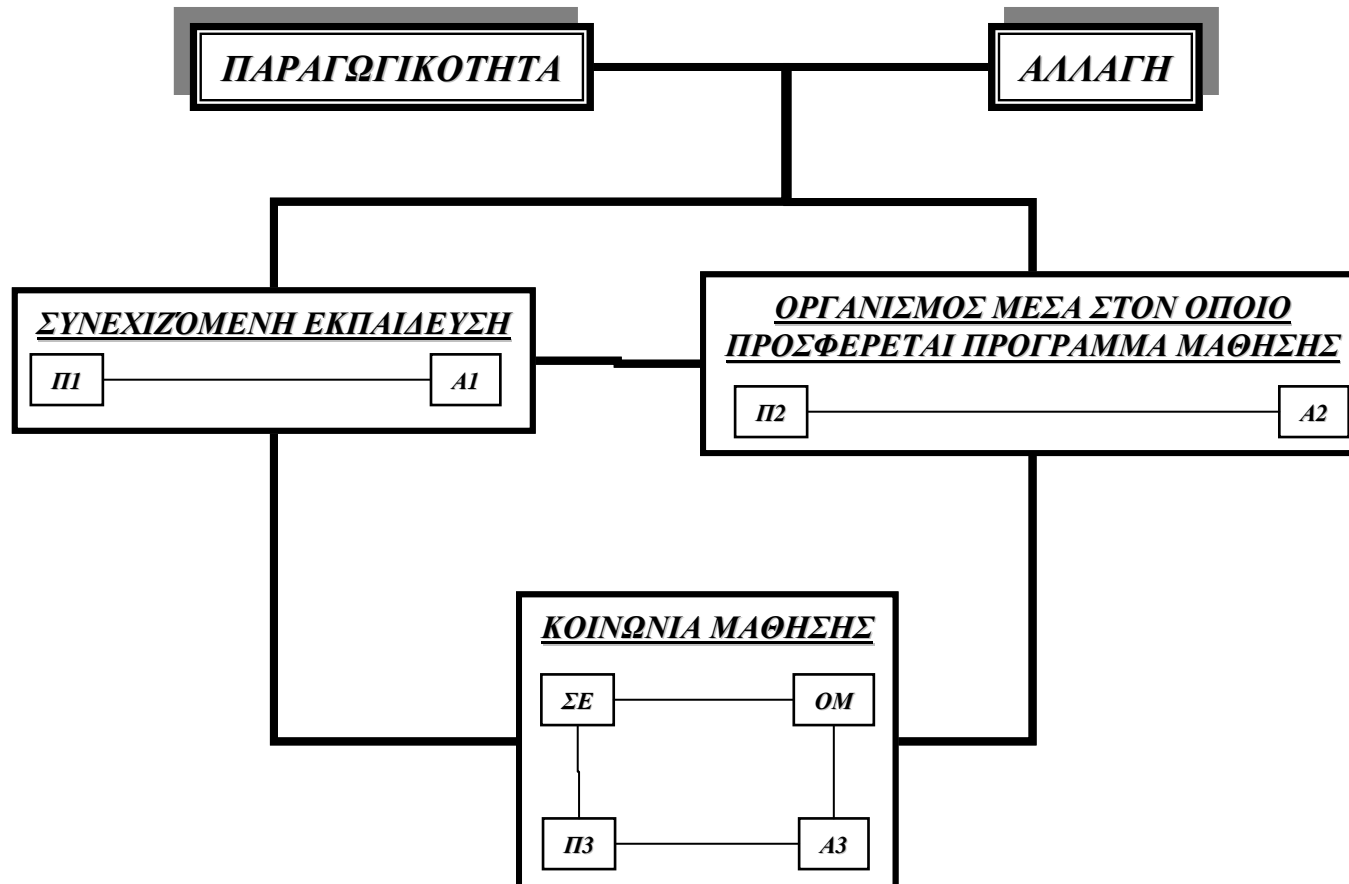 ΠΑΡΑΓΩΓΙΚΟΤΗΤΑ
ΑΛΛΑΓΗ
ΣΥΝΕΧΙΖΌΜΕΝΗ ΕΚΠΑΙΔΕΥΣΗ
Π1
Α1
ΟΡΓΑΝΙΣΜΟΣ ΜΕΣΑ ΣΤΟΝ ΟΠΟΙΟ
ΠΡΟΣΦΕΡΕΤΑΙ ΠΡΟΓΡΑΜΜΑ ΜΑΘΗΣΗΣ
Π2
Α2
ΚΟΙΝΩΝΙΑ ΜΑΘΗΣΗΣ
ΣΕ
ΟΜ
Π3
Α3